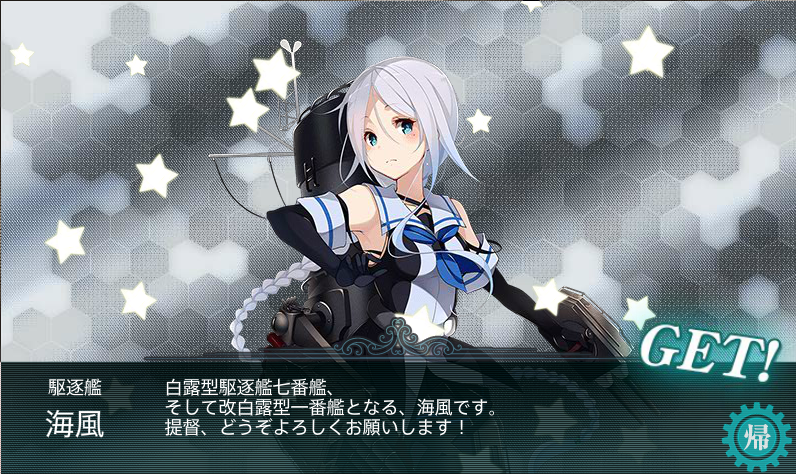 GET!
駆逐艦
海風
白露型駆逐艦七番艦、
そして改白露型一番艦となる、海風です。
提督、どうぞよろしくお願いします！
帰